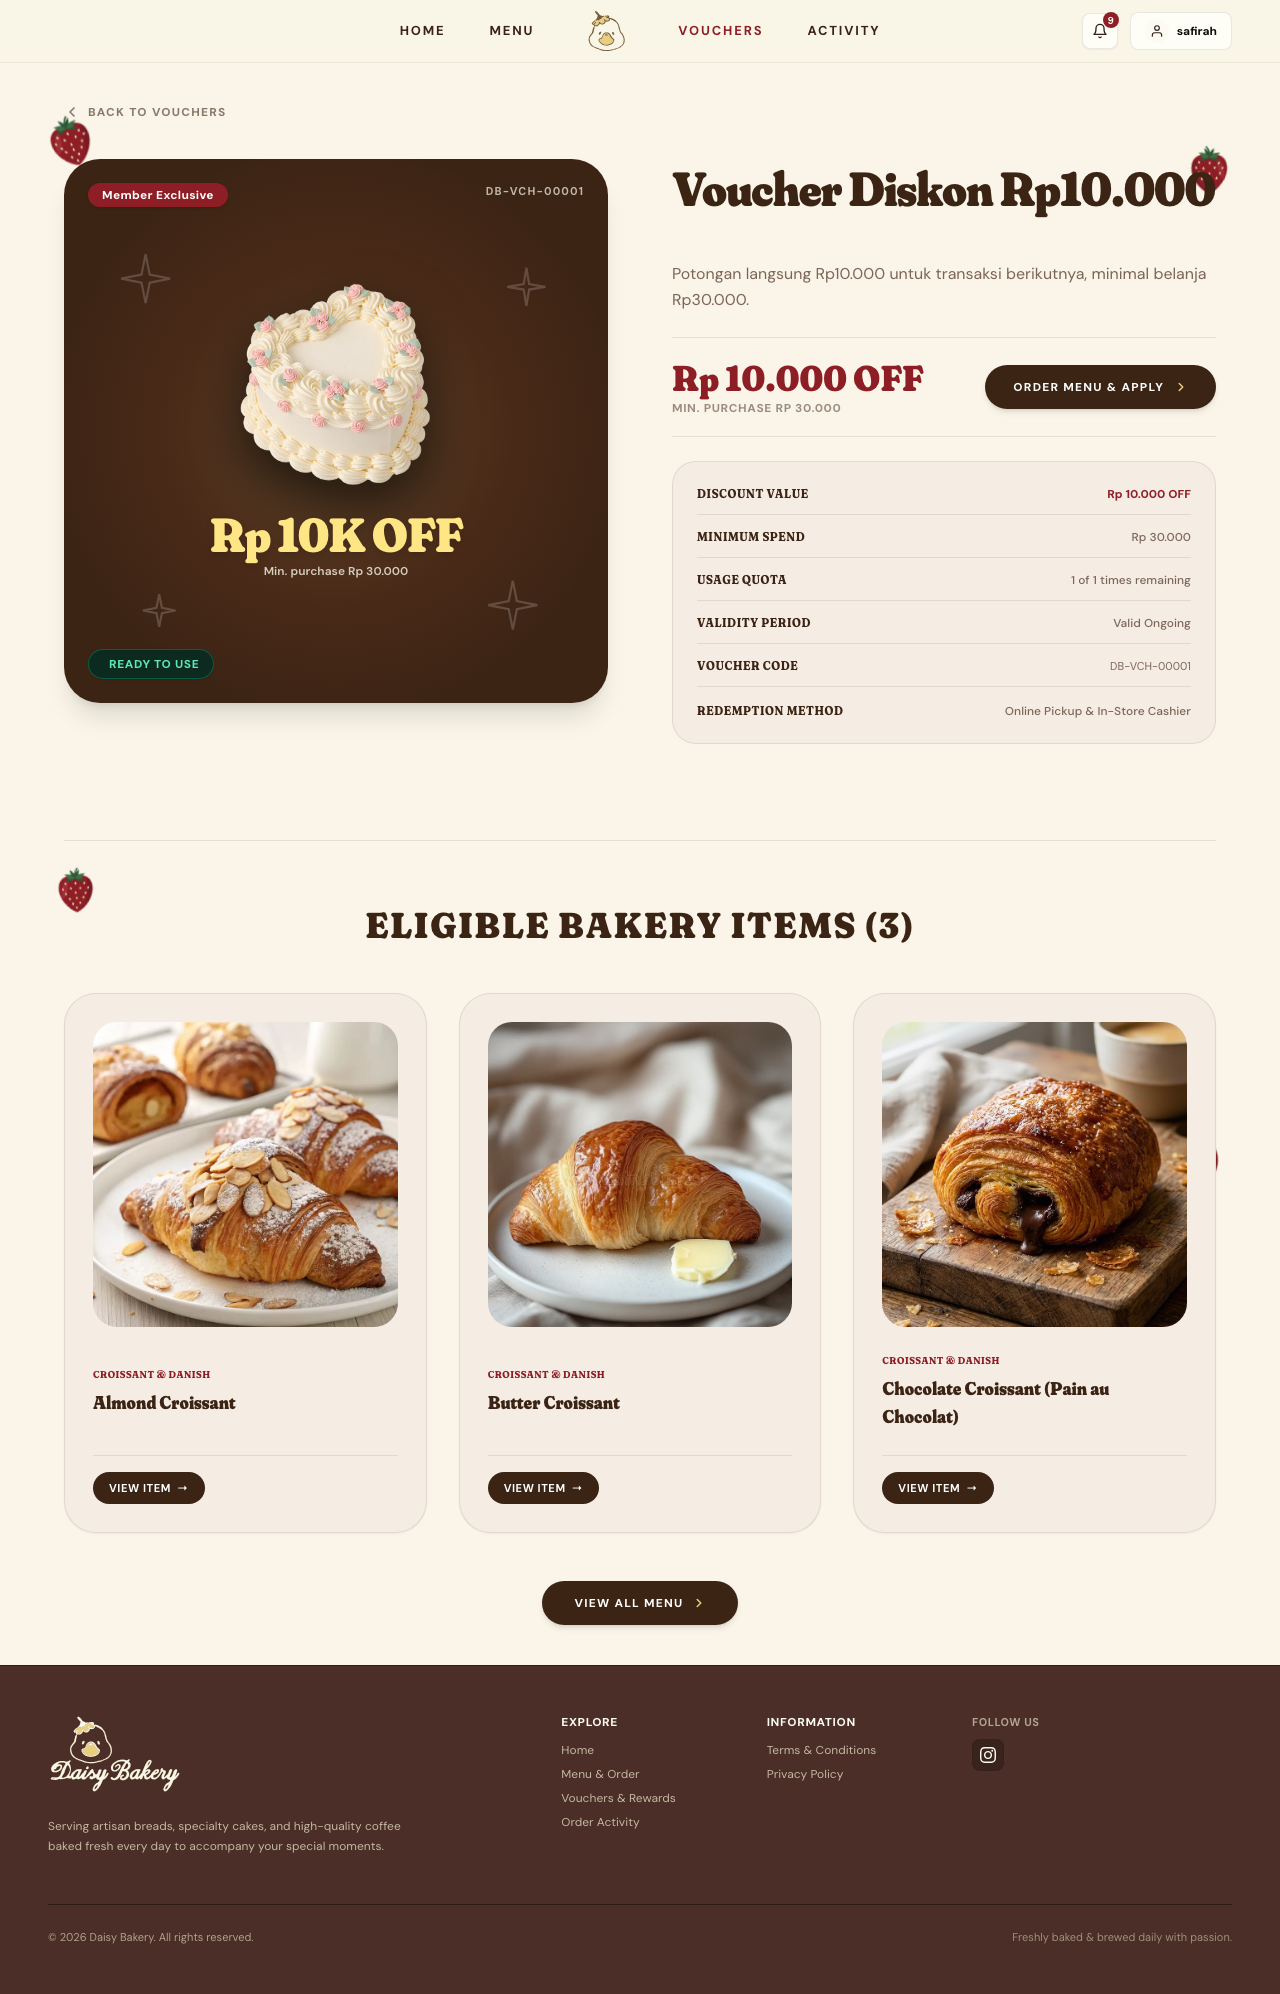 HOME
MENU
VOUCHERS
ACTIVITY
9
safirah
BACK TO VOUCHERS
Member Exclusive
DB-VCH-00001
Rp 10K OFF
Min. purchase Rp 30.000
READY TO USE
Voucher Diskon Rp10.000
Potongan langsung Rp10.000 untuk transaksi berikutnya, minimal belanja
Rp30.000.
Rp 10.000 OFF
MIN. PURCHASE RP 30.000
ORDER MENU & APPLY
DISCOUNT VALUE
Rp 10.000 OFF
MINIMUM SPEND
Rp 30.000
USAGE QUOTA
1 of 1 times remaining
VALIDITY PERIOD
Valid Ongoing
VOUCHER CODE
DB-VCH-00001
REDEMPTION METHOD
Online Pickup & In-Store Cashier
ELIGIBLE BAKERY ITEMS (3)
CROISSANT & DANISH
Almond Croissant
VIEW ITEM →
CROISSANT & DANISH
Butter Croissant
VIEW ITEM →
CROISSANT & DANISH
Chocolate Croissant (Pain au
Chocolat)
VIEW ITEM →
VIEW ALL MENU
Daisy Bakery
Serving artisan breads, specialty cakes, and high-quality coffee
baked fresh every day to accompany your special moments.
EXPLORE
Home
Menu & Order
Vouchers & Rewards
Order Activity
INFORMATION
Terms & Conditions
Privacy Policy
FOLLOW US
© 2026 Daisy Bakery. All rights reserved.
Freshly baked & brewed daily with passion.